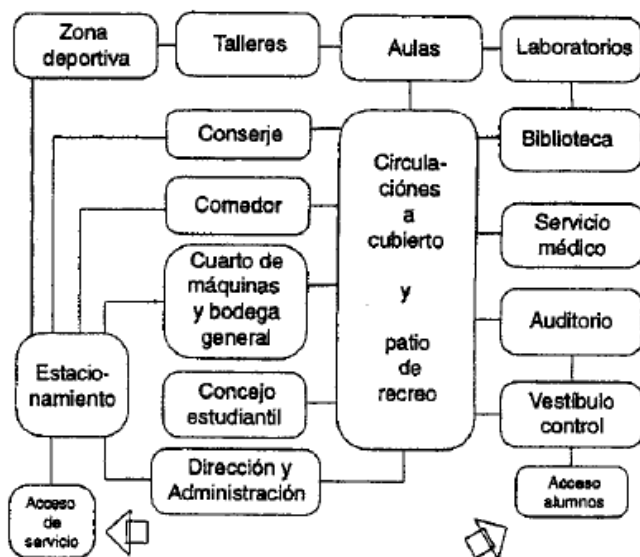 Zona
deportiva
Talleres
Aulas
Laboratorios
Conserje
Circula-
ciónes
a
cubierto
y
patio
de
recreo
Biblioteca
Comedor
Servicio
médico
Cuarto de
máquinas
y bodega
general
Auditorio
Estacio-
namiento
Concejo
estudiantil
Vestíbulo
control
Dirección y
Administración
Acceso
alumnos
Acceso
de
servicio